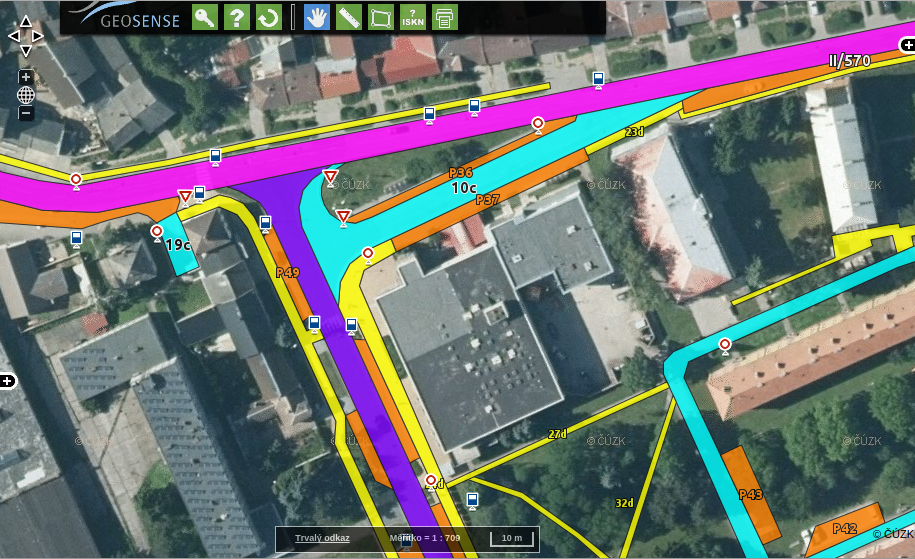 GEOSENSE
? ISKN
II/570
23d
P36
10c
P37
© ČÚZK
© ČÚZK
© ČÚZK
19c
P49
27d
© ČÚZK
© ČÚZK
© ČÚZK
© ČÚZK
32d
P43
P42
© ČÚZK
Trvalý odkaz
Měřítko = 1 : 709
10 m